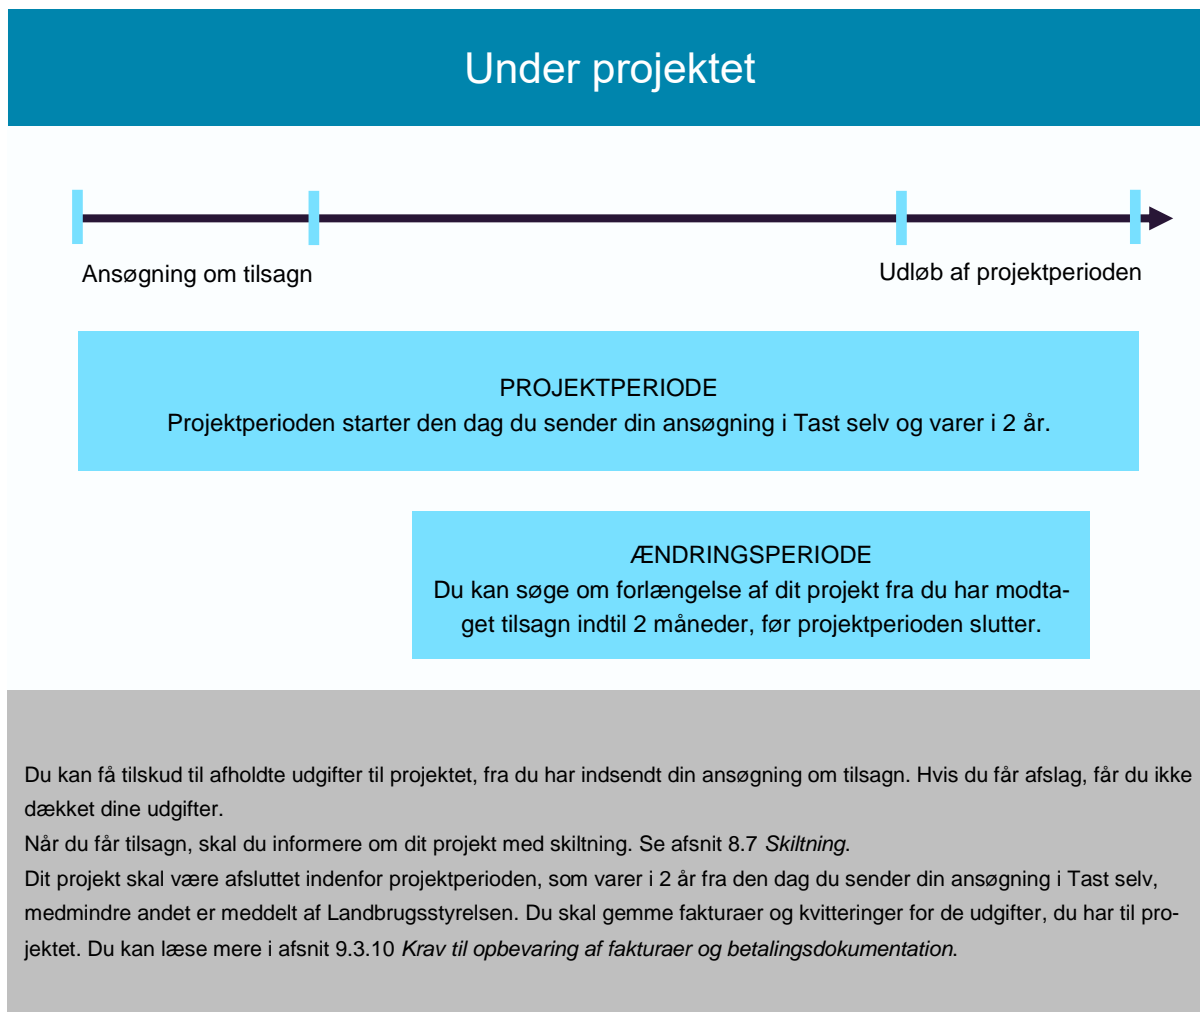 Under projektet
Ansøgning om tilsagn
Udløb af projektperioden
PROJEKTPERIODE
Projektperioden starter den dag du sender din ansøgning i Tast selv og varer i 2 år.
ÆNDRINGSPERIODE
Du kan søge om forlængelse af dit projekt fra du har modta-
get tilsagn indtil 2 måneder, før projektperioden slutter.
Du kan få tilskud til afholdte udgifter til projektet, fra du har indsendt din ansøgning om tilsagn. Hvis du får afslag, får du ikke
dækket dine udgifter.
Når du får tilsagn, skal du informere om dit projekt med skiltning. Se afsnit 8.7 Skiltning.
Dit projekt skal være afsluttet indenfor projektperioden, som varer i 2 år fra den dag du sender din ansøgning i Tast selv,
medmindre andet er meddelt af Landbrugsstyrelsen. Du skal gemme fakturaer og kvitteringer for de udgifter, du har til pro-
jektet. Du kan læse mere i afsnit 9.3.10 Krav til opbevaring af fakturaer og betalingsdokumentation.